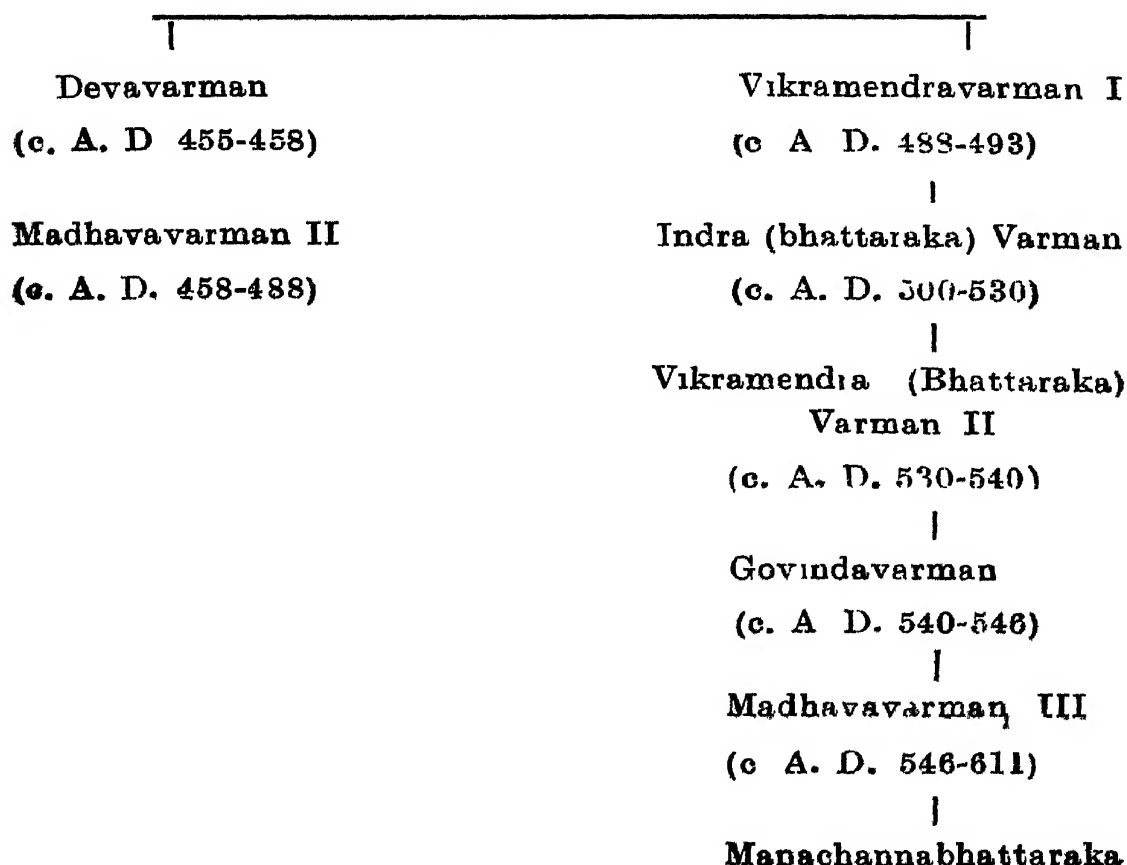 Devavarman
(c. A. D 455-458)
Madhavavarman II
(c. A. D. 458-488)
Vikramendravarman I
(c A D. 488-493)
Indra (bhattaraka) Varman
(c. A. D. 500-530)
Vikramendra (Bhattaraka)
Varman II
(c. A. D. 530-540)
Govindavarman
(c. A D. 540-546)
Madhavavarman III
(c A. D. 546-611)
Manachannabhattaraka